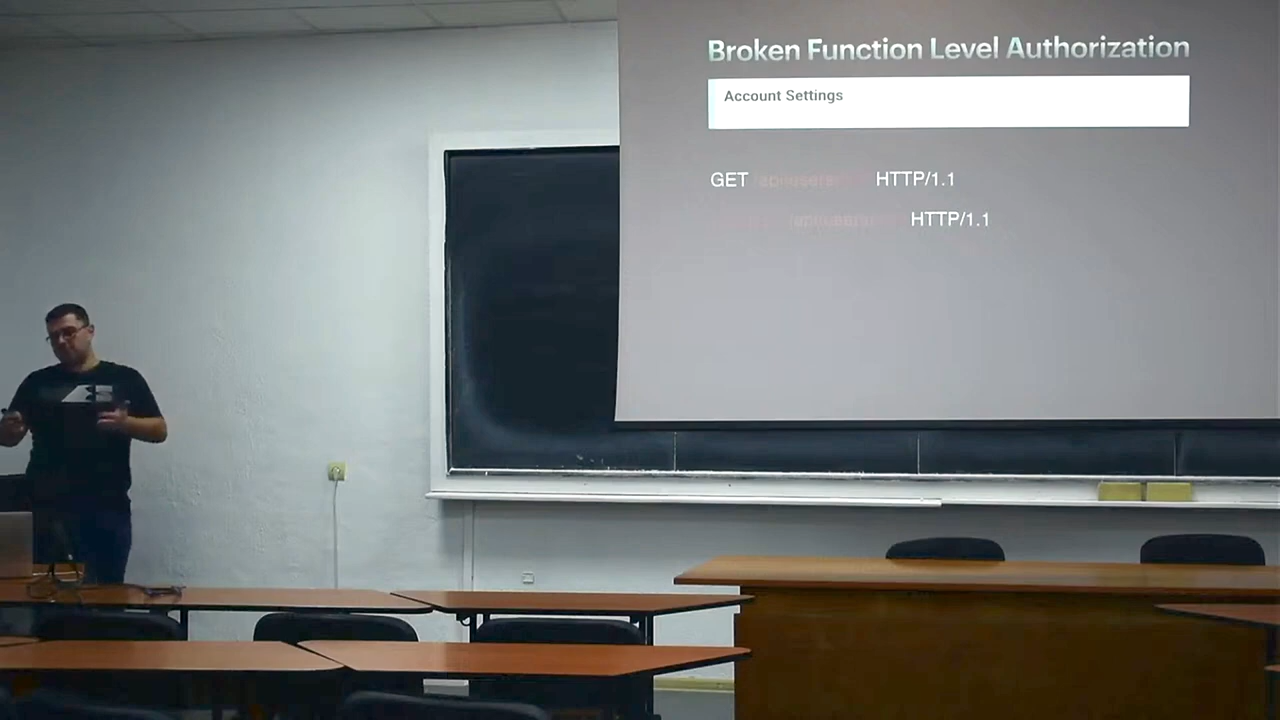 Broken Function Level Authorization
Account Settings
GET HTTP/1.1
HTTP/1.1